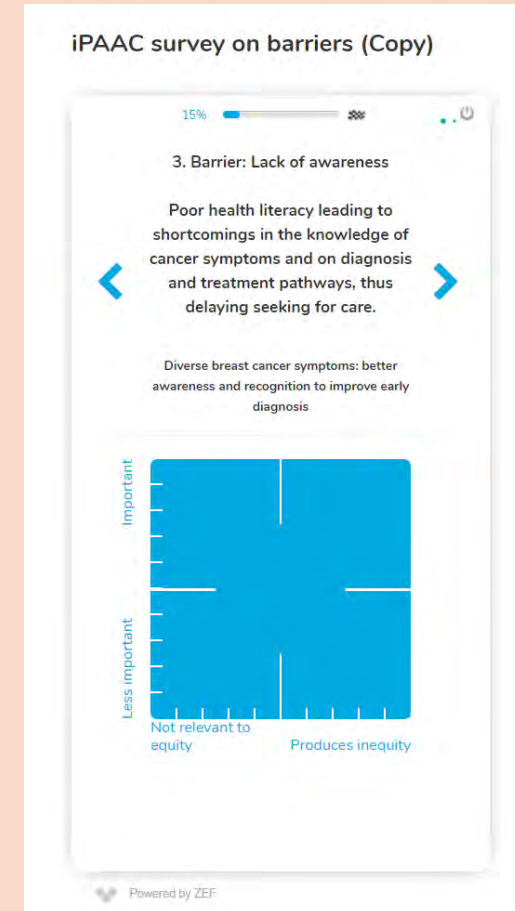 iPAAC survey on barriers (Copy)
15%
3. Barrier: Lack of awareness
Poor health literacy leading to
shortcomings in the knowledge of
cancer symptoms and on diagnosis
and treatment pathways, thus
delaying seeking for care.
Diverse breast cancer symptoms: better
awareness and recognition to improve early
diagnosis
Important
Less important
Not relevant to
equity
Produces inequity
Powered by ZEF